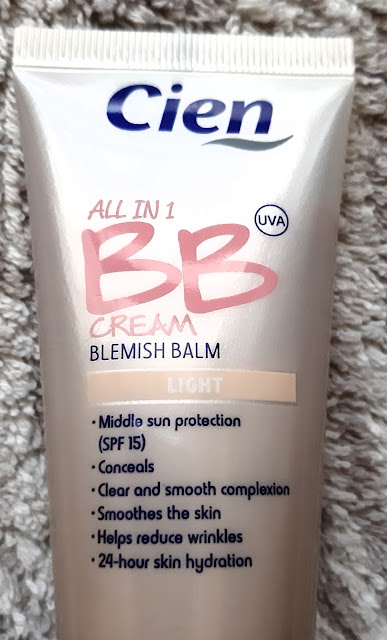 Cien
ALL IN 1
UVA
BB
CREAM
BLEMISH BALM
LIGHT
• Middle sun protection
(SPF 15)
• Conceals
• Clear and smooth complexion
• Smoothes the skin
• Helps reduce wrinkles
• 24-hour skin hydration